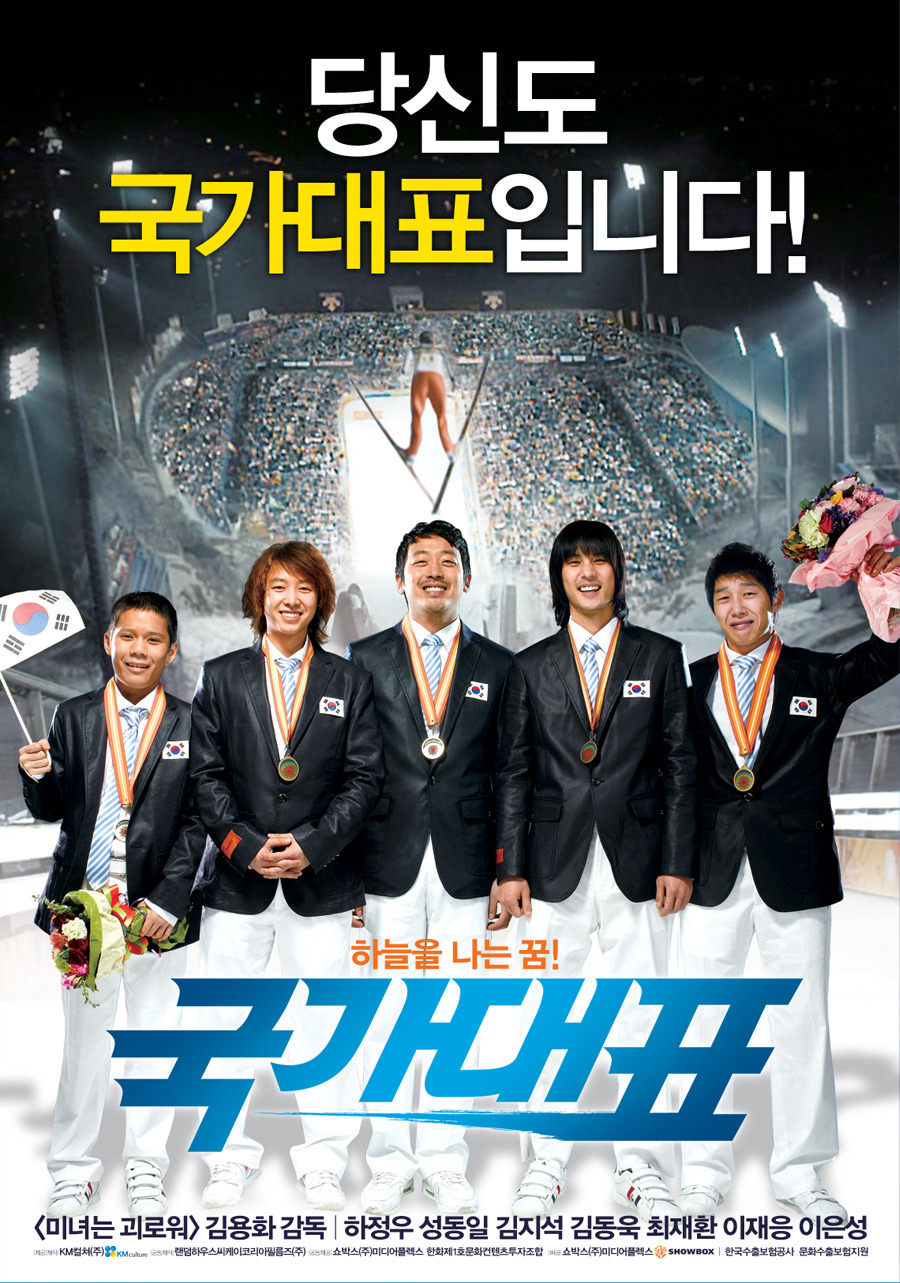 당신도
국가대표입니다!
하늘을 나는 꿈!
국가대표
<미녀는 괴로워> 김용화 감독 | 하정우 성동일 김지석 김동욱 최재환 이재응 이은성
KM컬쳐(주) KM culture 랜덤하우스씨케이코리아필름즈(주) 쇼박스(주)미디어플렉스 한화제1호문화컨텐츠투자조합 쇼박스(주)미디어플렉스 SHOWBOX | 한국수출보험공사 문화수출보험지원